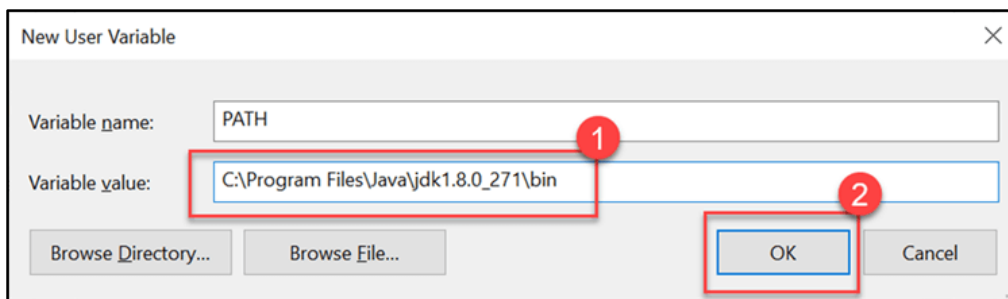 New User Variable
Variable name:
PATH
1
Variable value:
C:\Program Files\Java\jdk1.8.0_271\bin
2
Browse Directory...
Browse File...
OK
Cancel